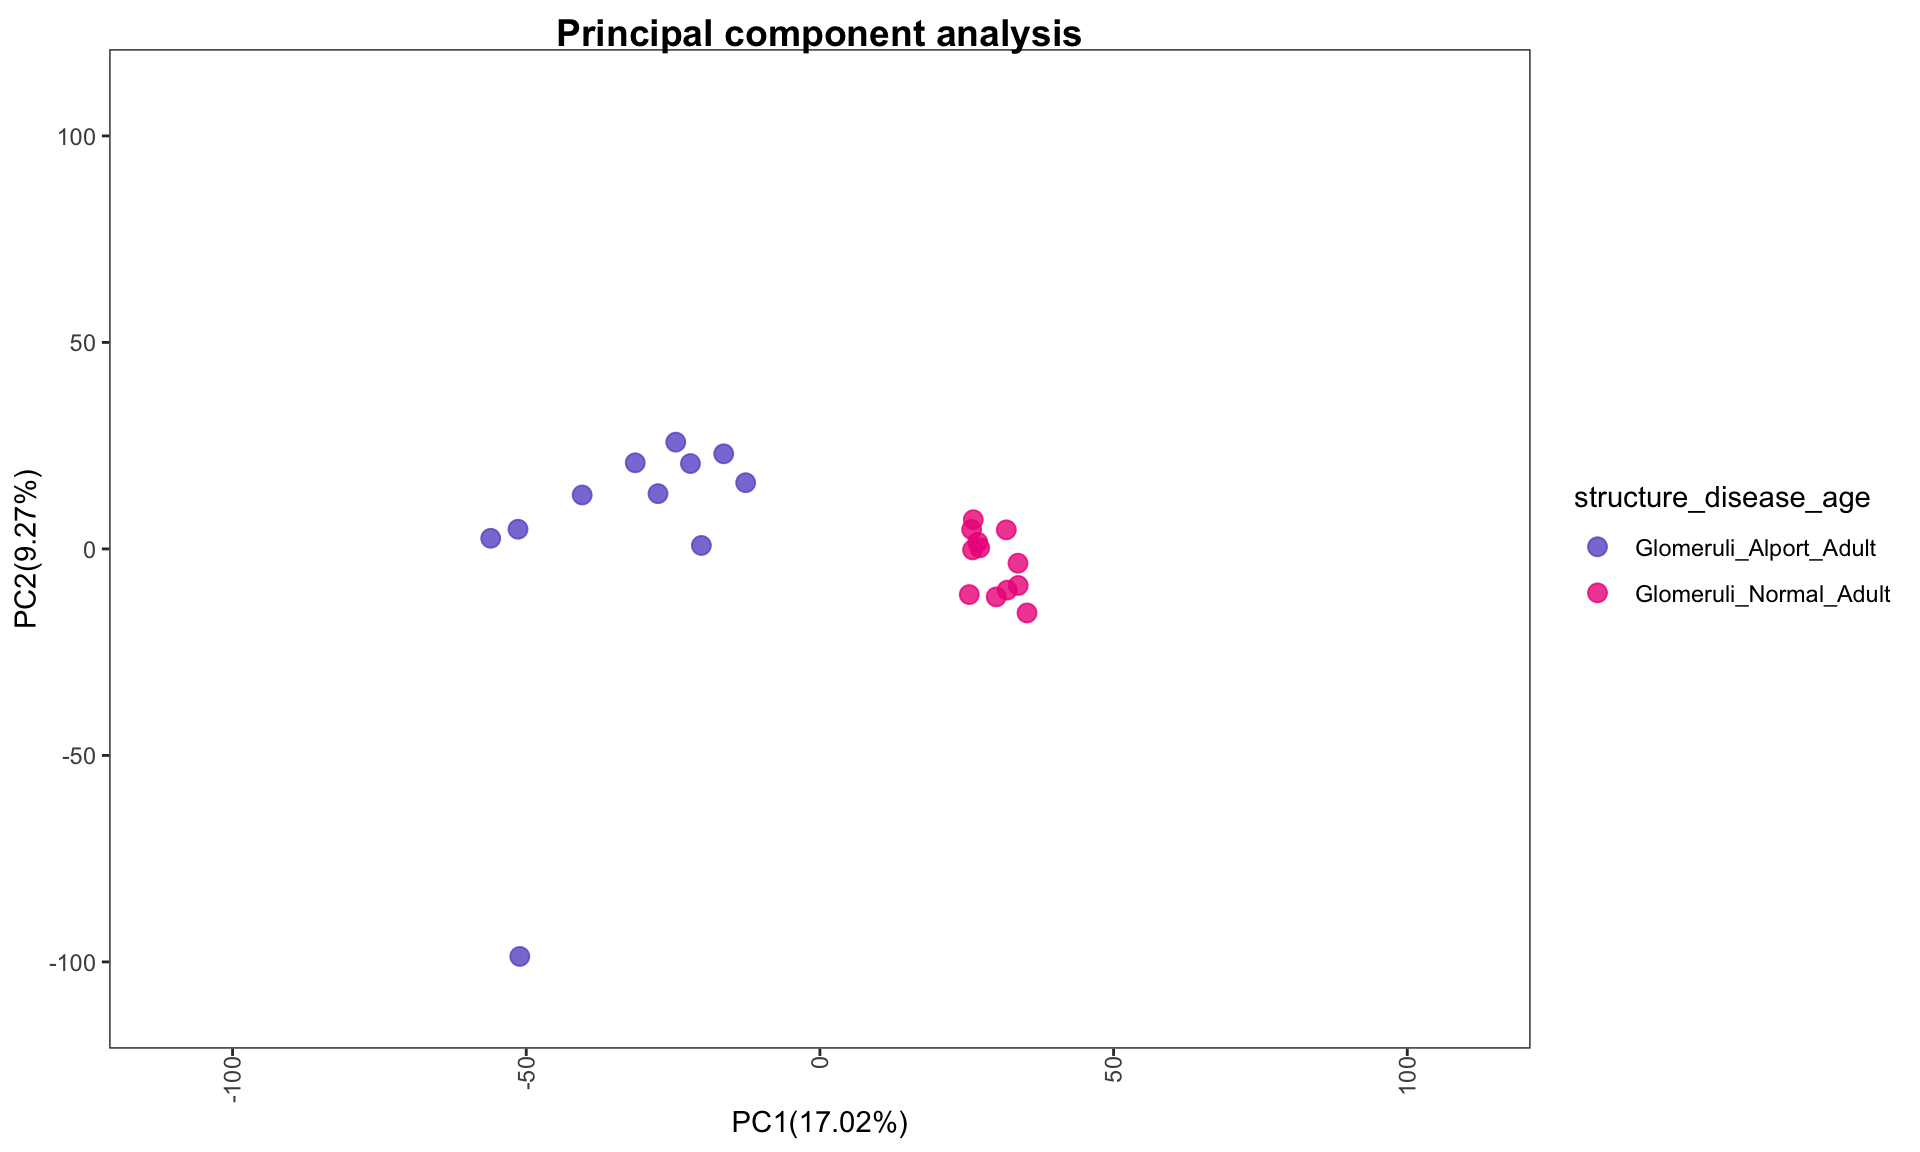 Principal component analysis
100
50
0
-50
-100
PC2(9.27%)
-100
-50
0
50
100
PC1(17.02%)
structure_disease_age
Glomeruli_Alport_Adult
Glomeruli_Normal_Adult